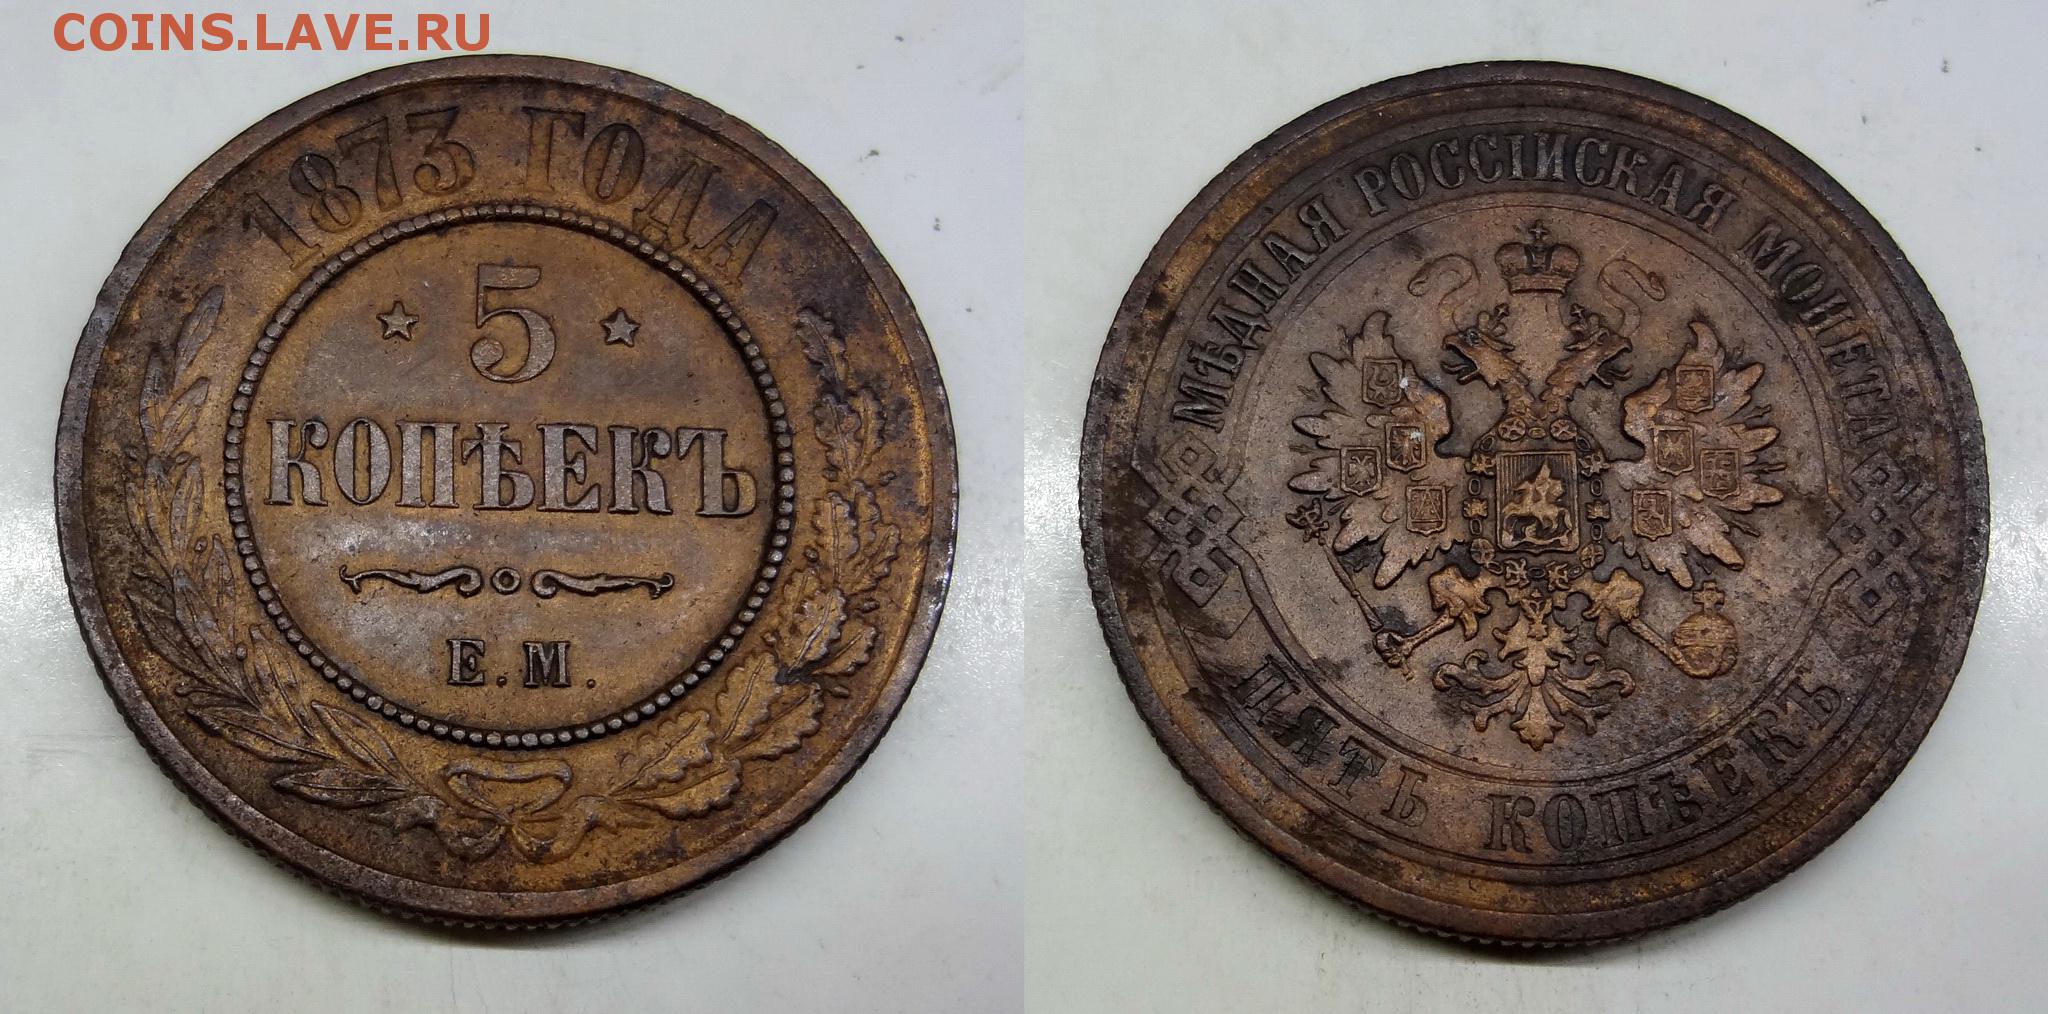 COINS.LAVE.RU
1873 ГОДА
5
КОПѢЕКЪ
Е.М.
МѢДНАЯ РОССІЙСКАЯ МОНЕТА
ПЯТЬ КОПѢЕКЪ